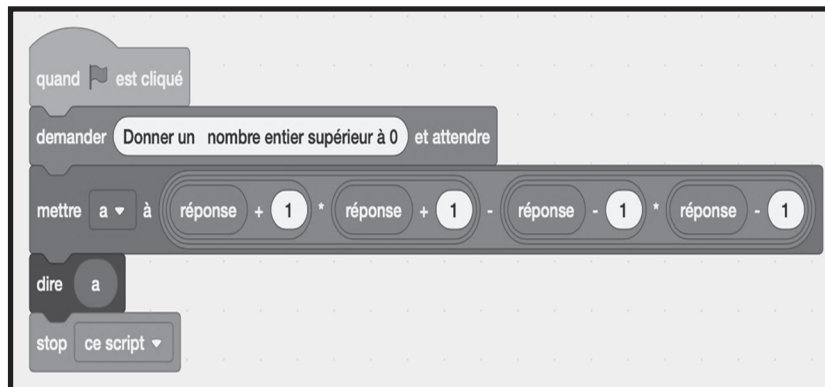 quand est cliqué
demander Donner un nombre entier supérieur à 0 et attendre
mettre a à réponse + 1 * réponse + 1 - réponse - 1 * réponse - 1
dire a
stop ce script